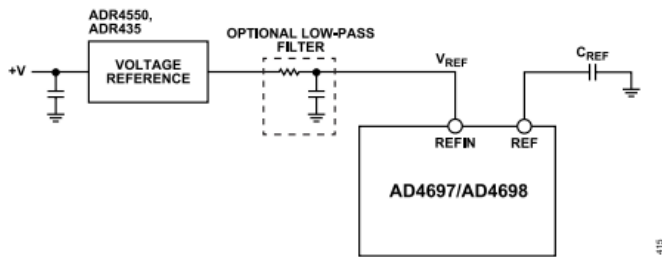 ADR4550,
ADR435
OPTIONAL LOW-PASS
FILTER
+V
VOLTAGE
REFERENCE
VREF
CREF
REFIN
REF
AD4697/AD4698
415